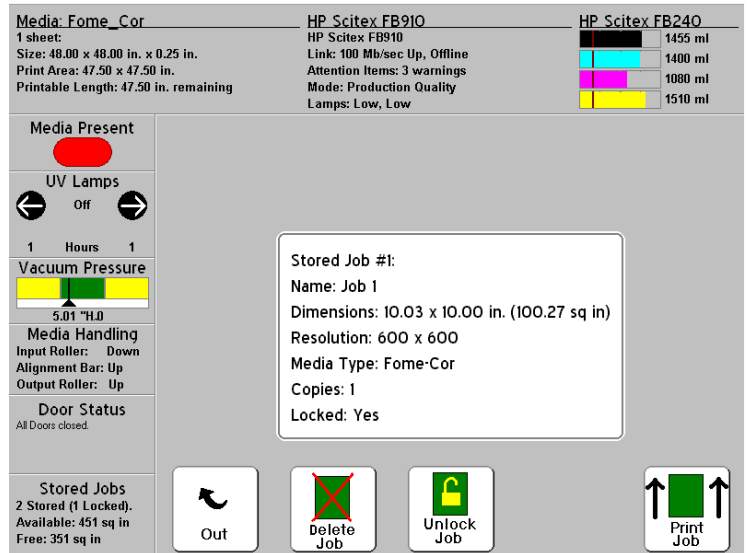 Media: Fome_Cor
1 sheet:
Size: 48.00 x 48.00 in. x
0.25 in.
Print Area: 47.50 x 47.50
in.
Printable Length: 47.50 in. remaining
HP Scitex FB910
HP Scitex FB910
Link: 100 Mb/sec Up, Offline
Attention Items: 3 warnings
Mode: Production Quality
Lamps: Low, Low
HP Scitex FB240
1455 ml
1400 ml
1080 ml
1510 ml
Media Present
UV Lamps
Off
1 Hours 1
Vacuum Pressure
5.01 "H.0
Media Handling
Input Roller: Down
Alignment Bar: Up
Output Roller: Up
Door Status
All Doors closed.
Stored Jobs
2 Stored (1 Locked).
Available: 451 sq in
Free: 351 sq in
Stored Job #1:
Name: Job 1
Dimensions: 10.03 x 10.00 in. (100.27 sq in)
Resolution: 600 x 600
Media Type: Fome-Cor
Copies: 1
Locked: Yes
Out
Delete
Job
Unlock
Job
Print
Job